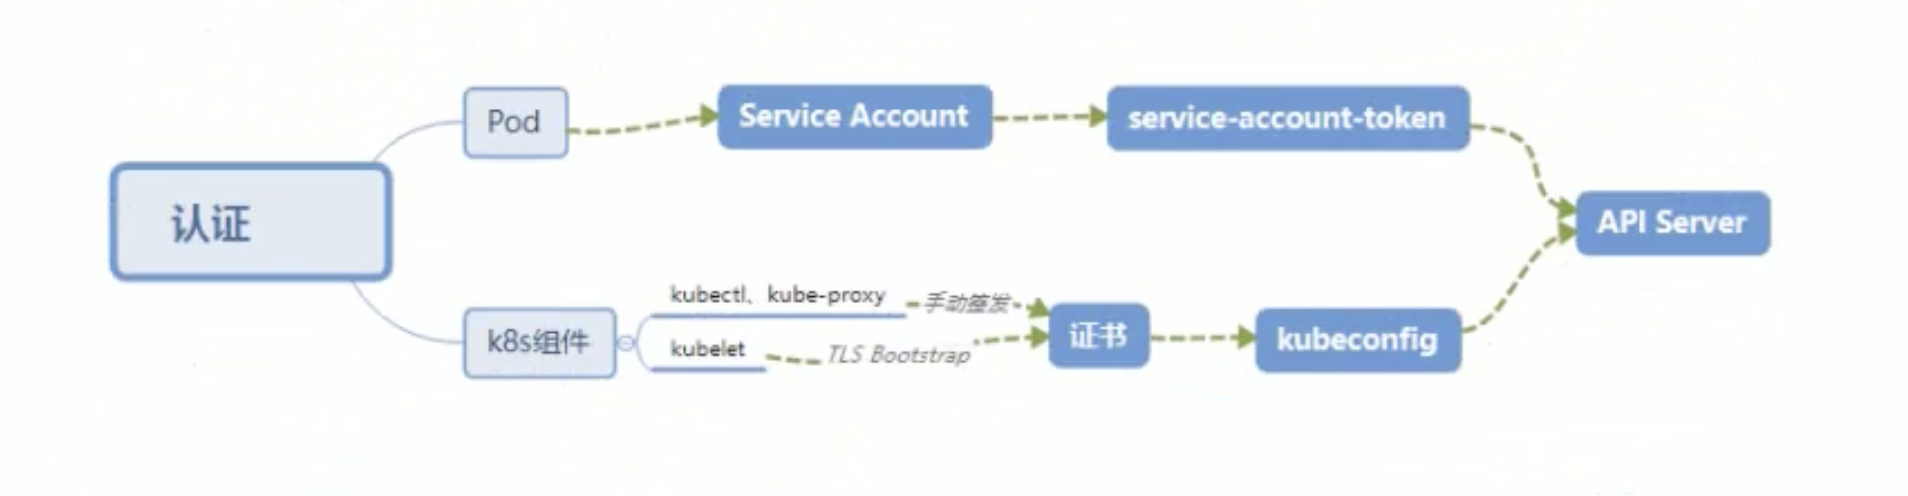 认证
Pod
Service Account
service-account-token
API Server
k8s组件
kubectl、kube-proxy
手动签发
kubelet
TLS Bootstrap
证书
kubeconfig